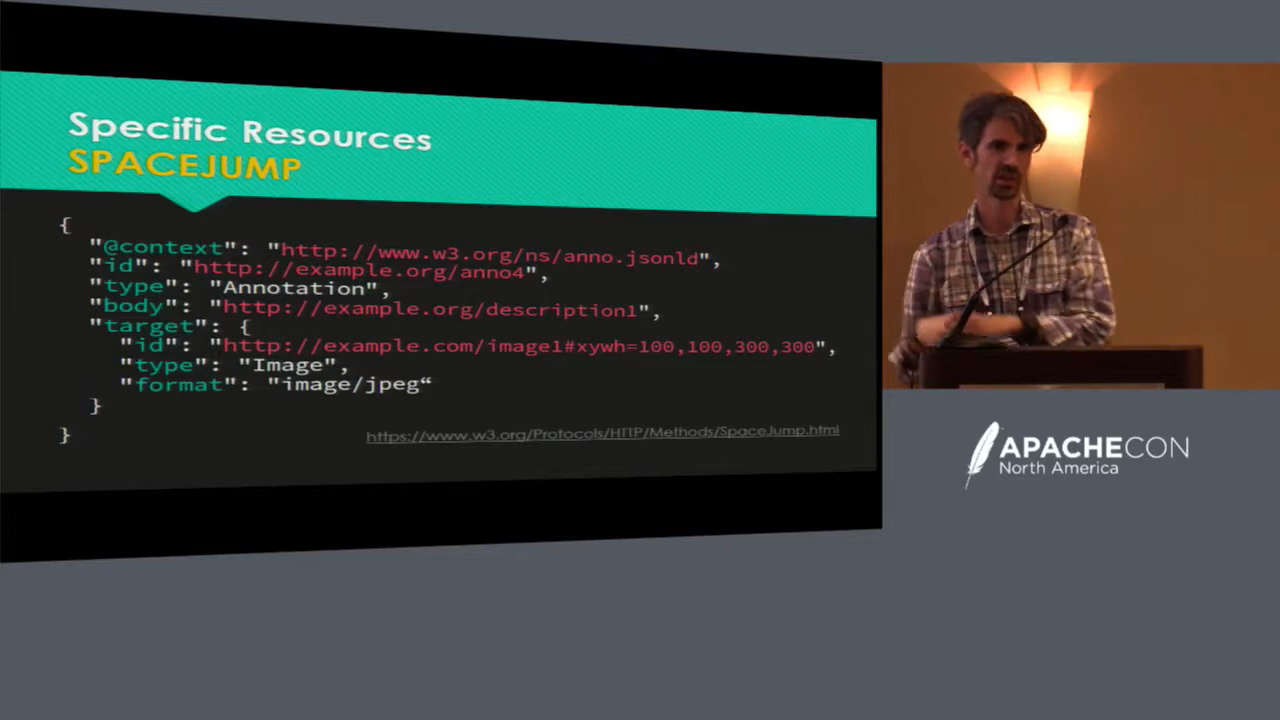 Specific Resources
SPACEJUMP
{
"@context": "http://www.w3.org/ns/anno.jsonld",
"id": "http://example.org/anno4",
"type": "Annotation",
"body": "http://example.org/description1",
"target": {
"id": "http://example.com/image1#xywh=100,100,300,300",
"type": "Image",
"format": "image/jpeg“
}
}
https://www.w3.org/Protocols/HTTP/Methods/SpaceJump.html
APACHECON
North America